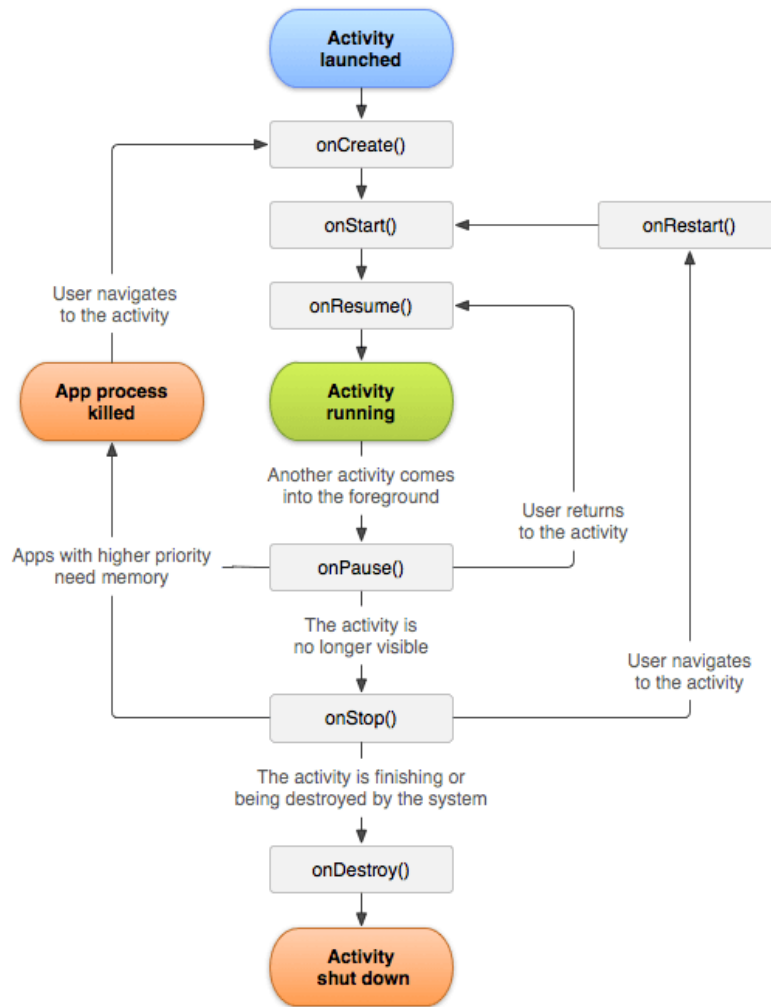 Activity
launched
onCreate()
onStart()
onRestart()
User navigates
to the activity
onResume()
App process
killed
Activity
running
Another activity comes
into the foreground
User returns
to the activity
Apps with higher priority
need memory
onPause()
The activity is
no longer visible
User navigates
to the activity
onStop()
The activity is finishing or
being destroyed by the system
onDestroy()
Activity
shut down